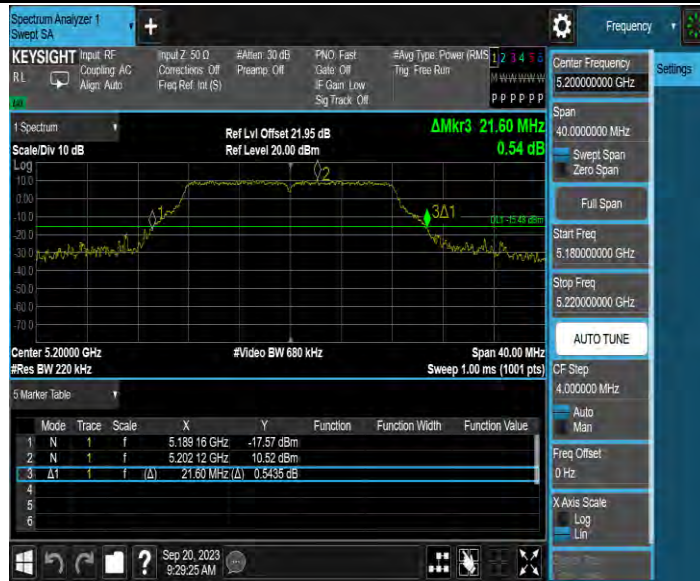 Spectrum Analyzer 1
Swept SA
+
Frequency
KEYSIGHT
Input: RF
Input Z: 50 Ω
#Atten: 30 dB
PNO: Fast
#Avg Type: Power (RMS
1 2 3 4 5 6
RL
Coupling: AC
Corrections: Off
Preamp: Off
Gate: Off
Trig: Free Run
M W W W W W
Align: Auto
Freq Ref: Int (S)
IF Gain: Low
Sig Track: Off
P P P P P P
1 Spectrum
Scale/Div 10 dB
Ref Lvl Offset 21.95 dB
Ref Level 20.00 dBm
ΔMkr3 21.60 MHz
0.54 dB
Log
10.0
0.00
-20.0
-30.0
-40.0
-50.0
-60.0
-70.0
1
2
3Δ1
Center 5.20000 GHz
#Video BW 680 kHz
Span 40.00 MHz
#Res BW 220 kHz
Sweep 1.00 ms (1001 pts)
5 Marker Table
Mode Trace Scale X Y Function Function Width Function Value
1 N 1 f 5.189 16 GHz -17.57 dBm
2 N 1 f 5.202 12 GHz 10.52 dBm
3 Δ1 1 f (Δ) 21.60 MHz (Δ) 0.5435 dB
4
5
6
Sep 20, 2023
9:29:25 AM
?
Center Frequency
5.200000000 GHz
Settings
Span
40.0000000 MHz
Swept Span
Zero Span
Full Span
Start Freq
5.180000000 GHz
Stop Freq
5.220000000 GHz
AUTO TUNE
CF Step
4.000000 MHz
Auto
Man
Freq Offset
0 Hz
X Axis Scale
Log
Lin